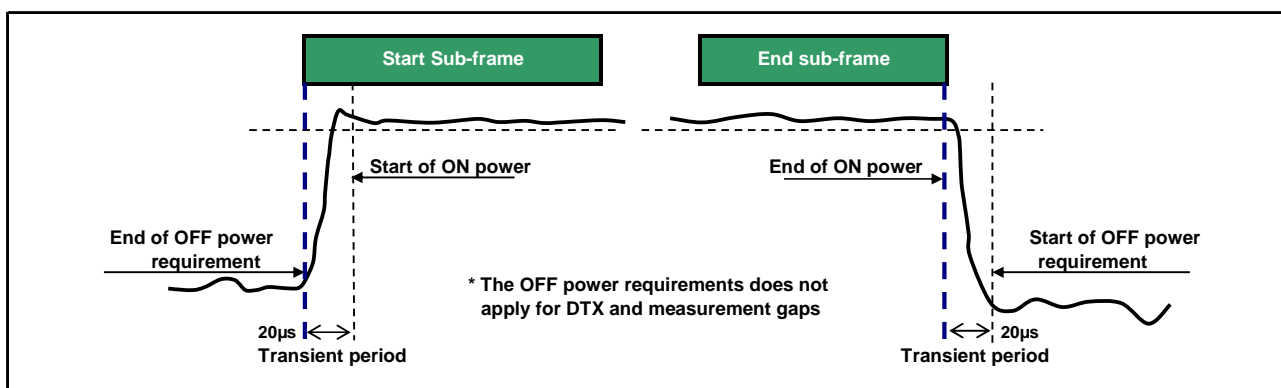 Start Sub-frame
End sub-frame
Start of ON power
End of ON power
End of OFF power
requirement
Start of OFF power
requirement
* The OFF power requirements does not
apply for DTX and measurement gaps
20µs
Transient period
20µs
Transient period